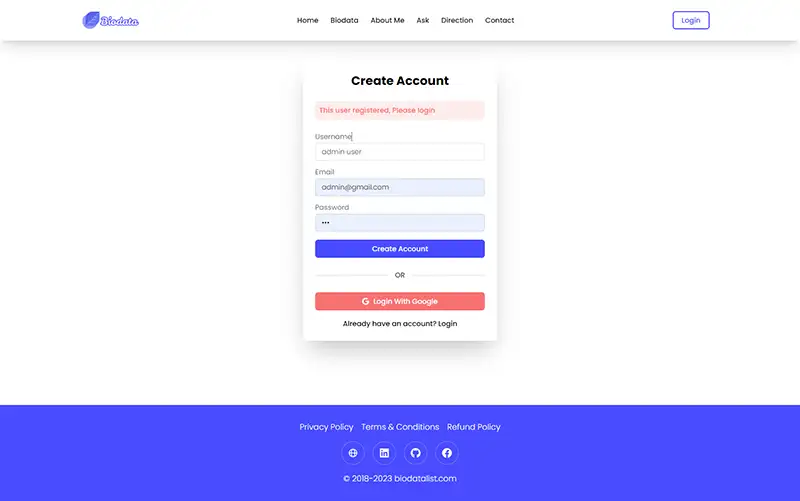 Biodata
Home Biodata About Me Ask Direction Contact
Login
Create Account
This user registered, Please login
Username
admin user
Email
admin@gmail.com
Password
•••
Create Account
OR
G Login With Google
Already have an account? Login
Privacy Policy Terms & Conditions Refund Policy
© 2018-2023 biodatalist.com